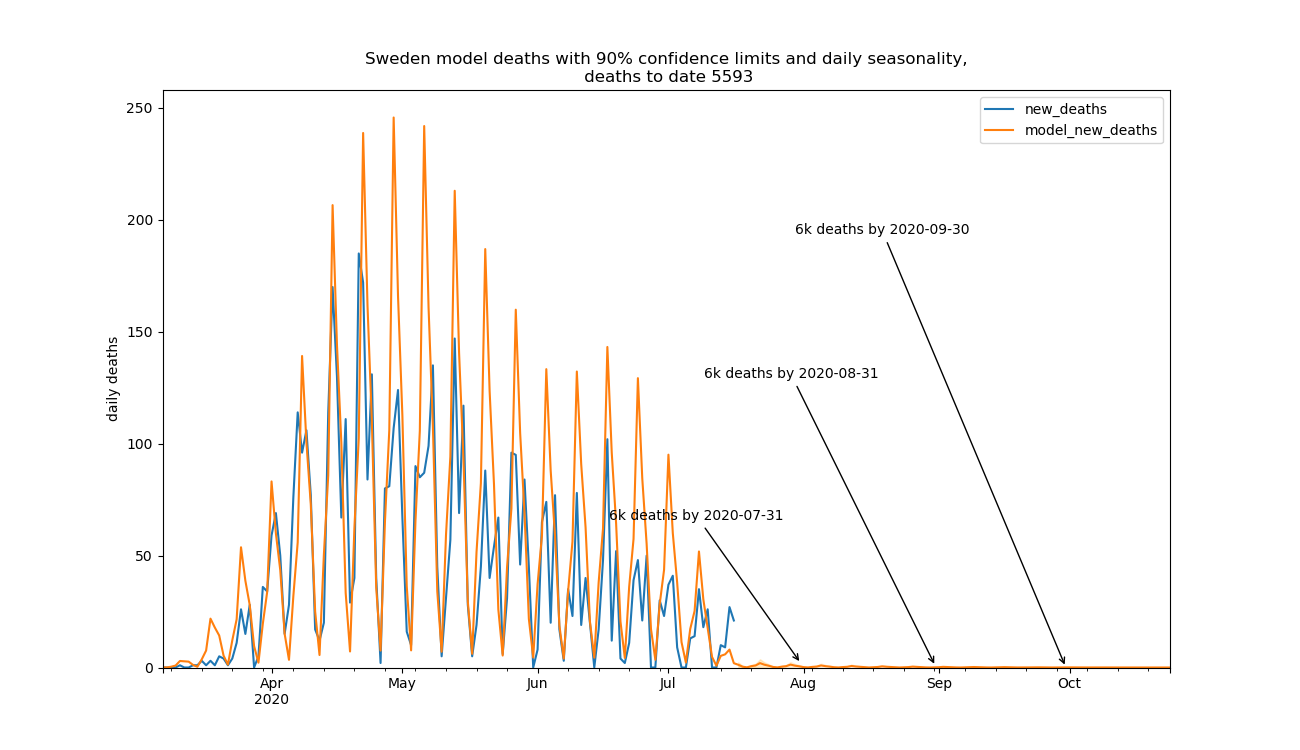 Sweden model deaths with 90% confidence limits and daily seasonality,
deaths to date 5593
new_deaths
model_new_deaths
daily deaths
250
200
150
100
50
0
6k deaths by 2020-09-30
6k deaths by 2020-08-31
6k deaths by 2020-07-31
Apr
2020
May
Jun
Jul
Aug
Sep
Oct